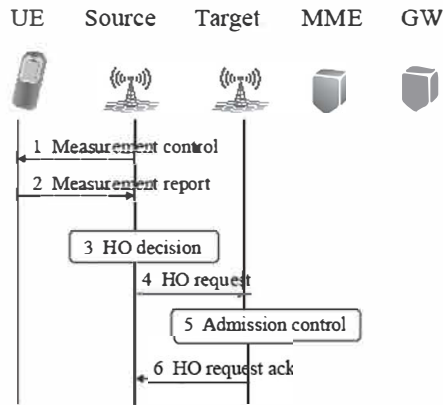 UE Source Target MME GW
1 Measurement control
2 Measurement report
3 HO decision
4 HO request
5 Admission control
6 HO request ack